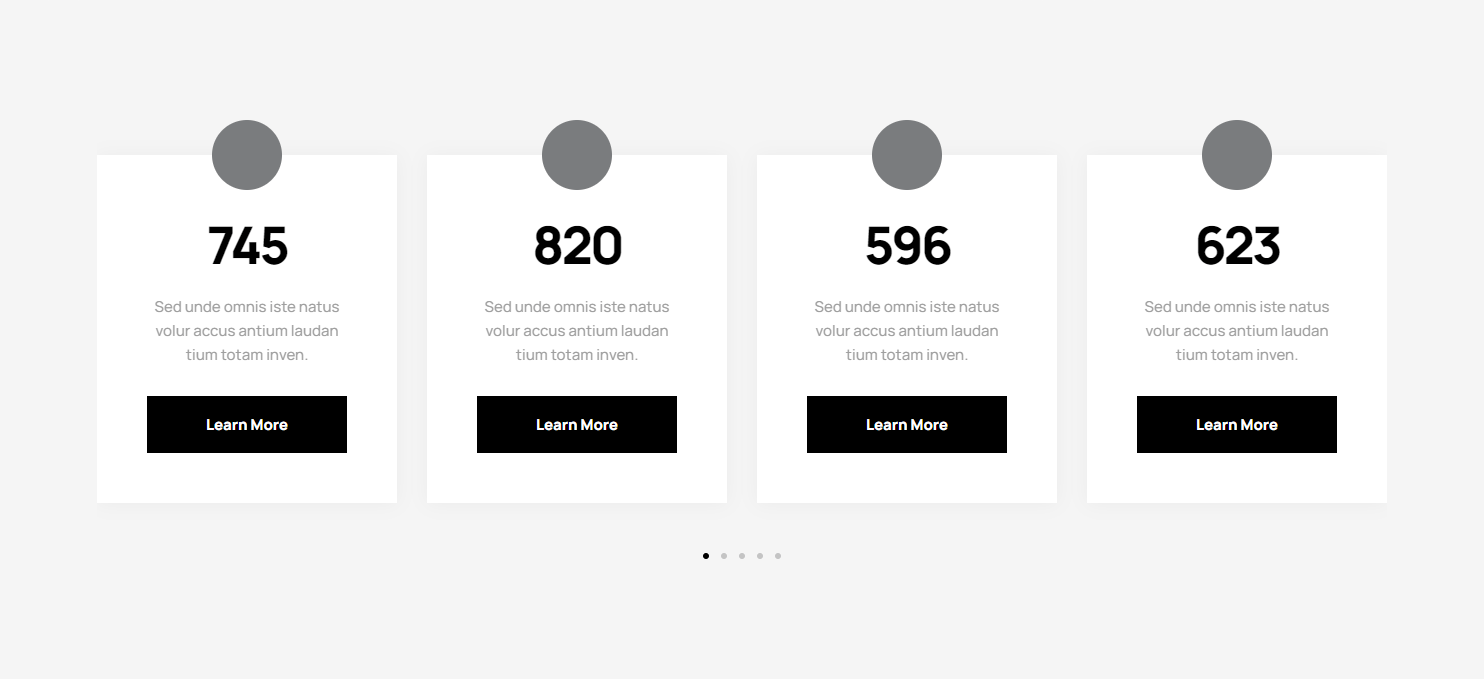 745
Sed unde omnis iste natus
volur accus antium laudan
tium totam inven.
Learn More
820
Sed unde omnis iste natus
volur accus antium laudan
tium totam inven.
Learn More
596
Sed unde omnis iste natus
volur accus antium laudan
tium totam inven.
Learn More
623
Sed unde omnis iste natus
volur accus antium laudan
tium totam inven.
Learn More